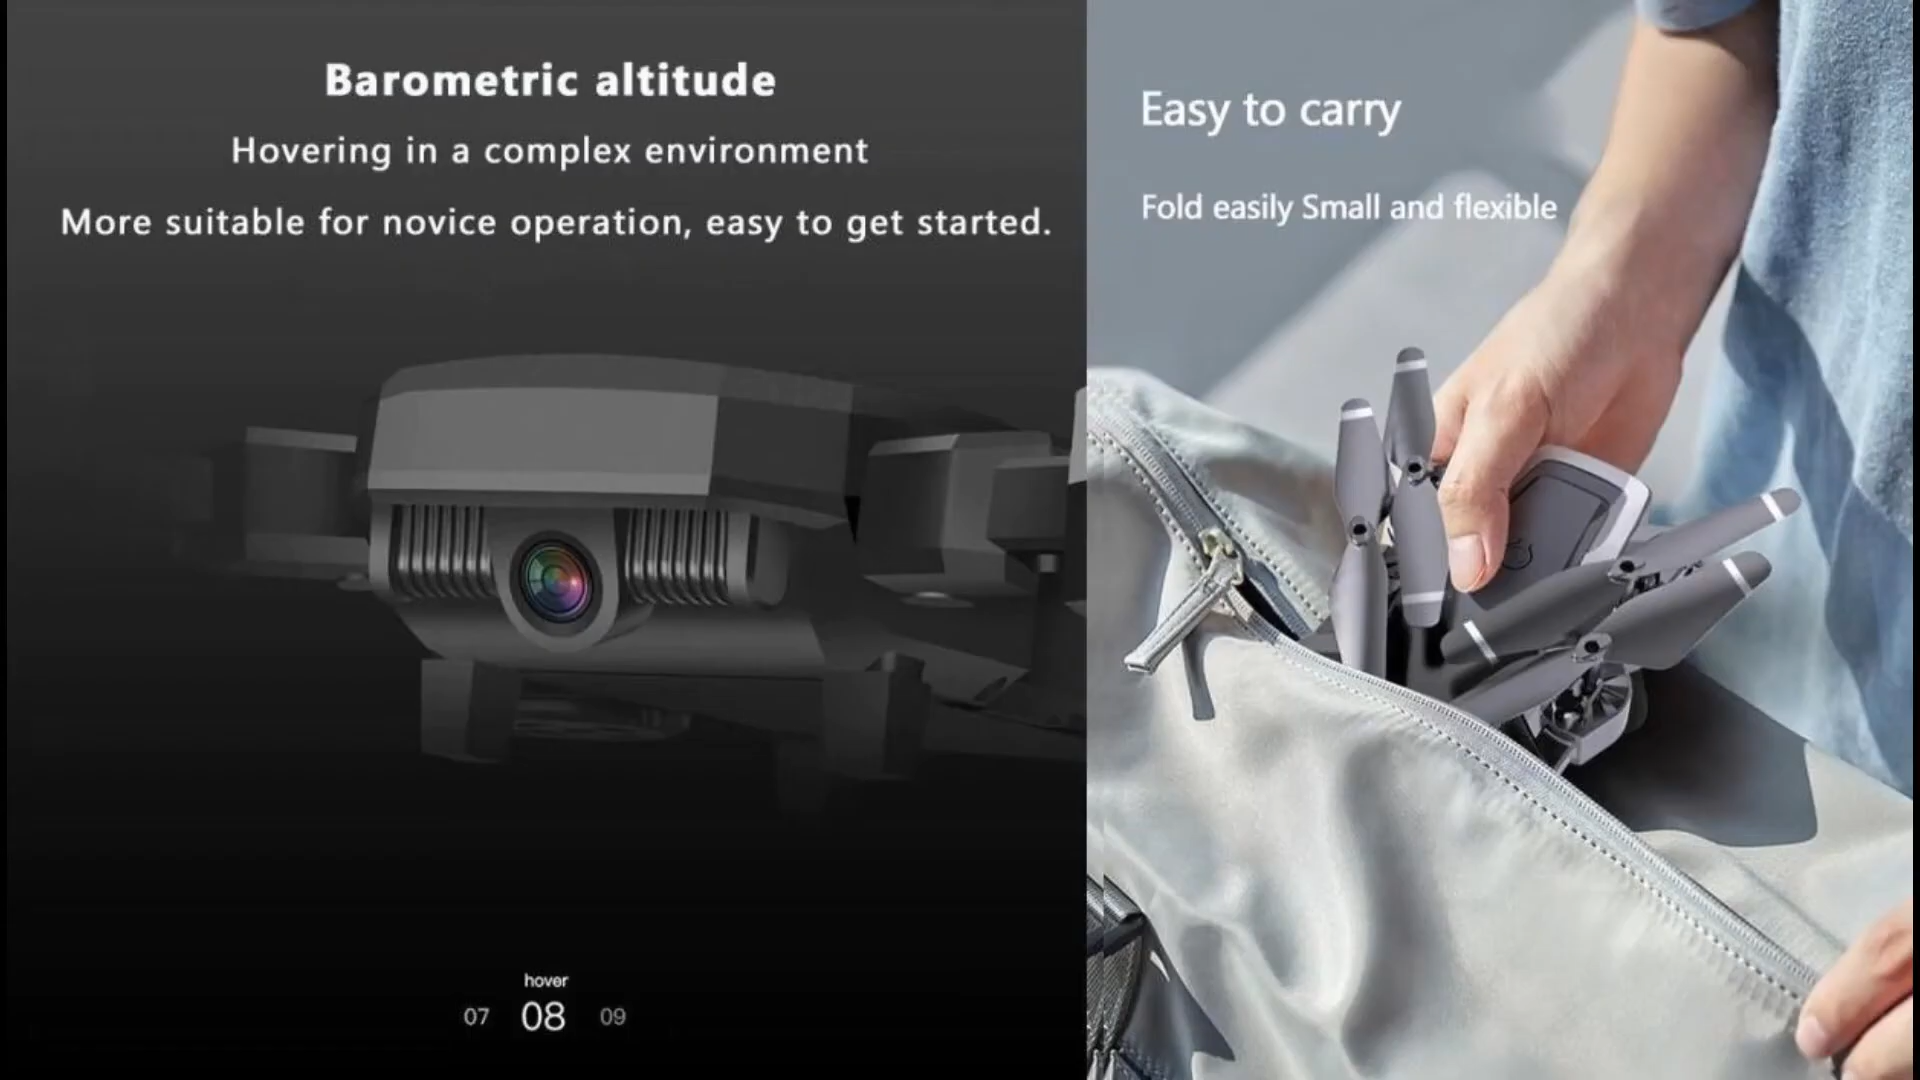 Barometric altitude
Hovering in a complex environment
More suitable for novice operation, easy to get started.
hover
07 08 09
Easy to carry
Fold easily Small and flexible